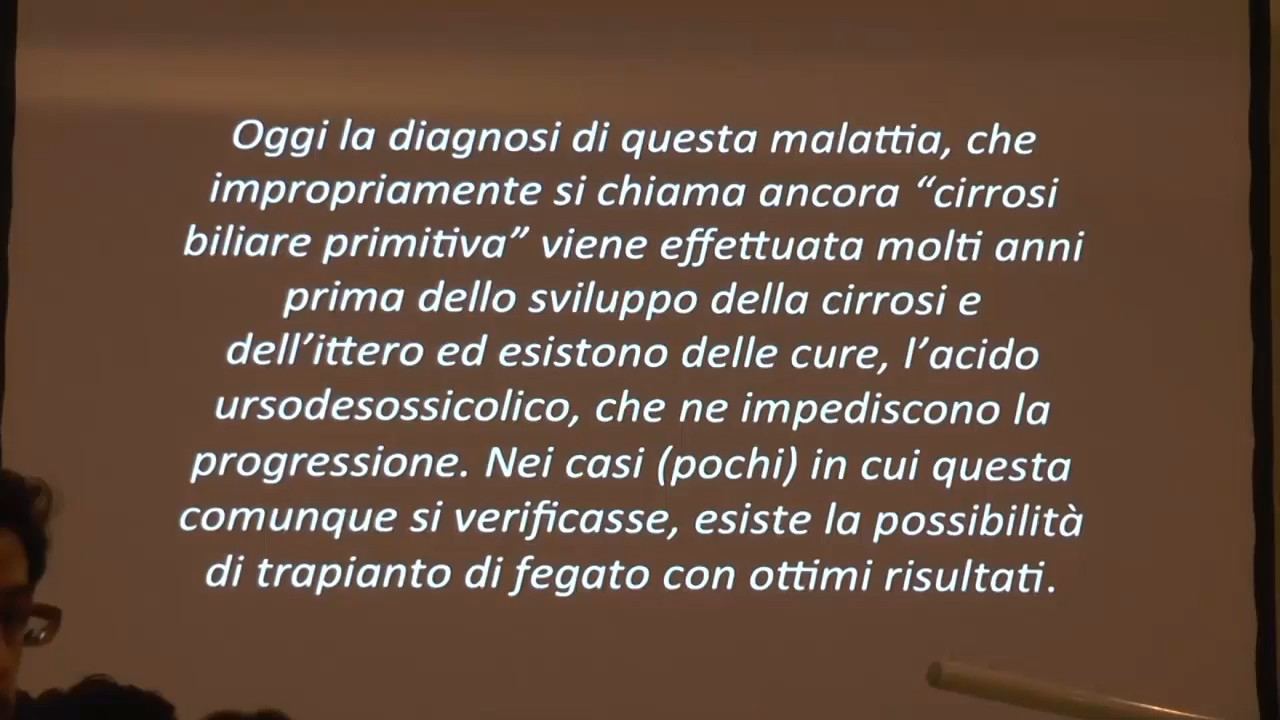 Oggi la diagnosi di questa malattia, che
impropriamente si chiama ancora “cirrosi
biliare primitiva” viene effettuata molti anni
prima dello sviluppo della cirrosi e
dell’ittero ed esistono delle cure, l’acido
ursodesossicolico, che ne impediscono la
progressione. Nei casi (pochi) in cui questa
comunque si verificasse, esiste la possibilità
di trapianto di fegato con ottimi risultati.